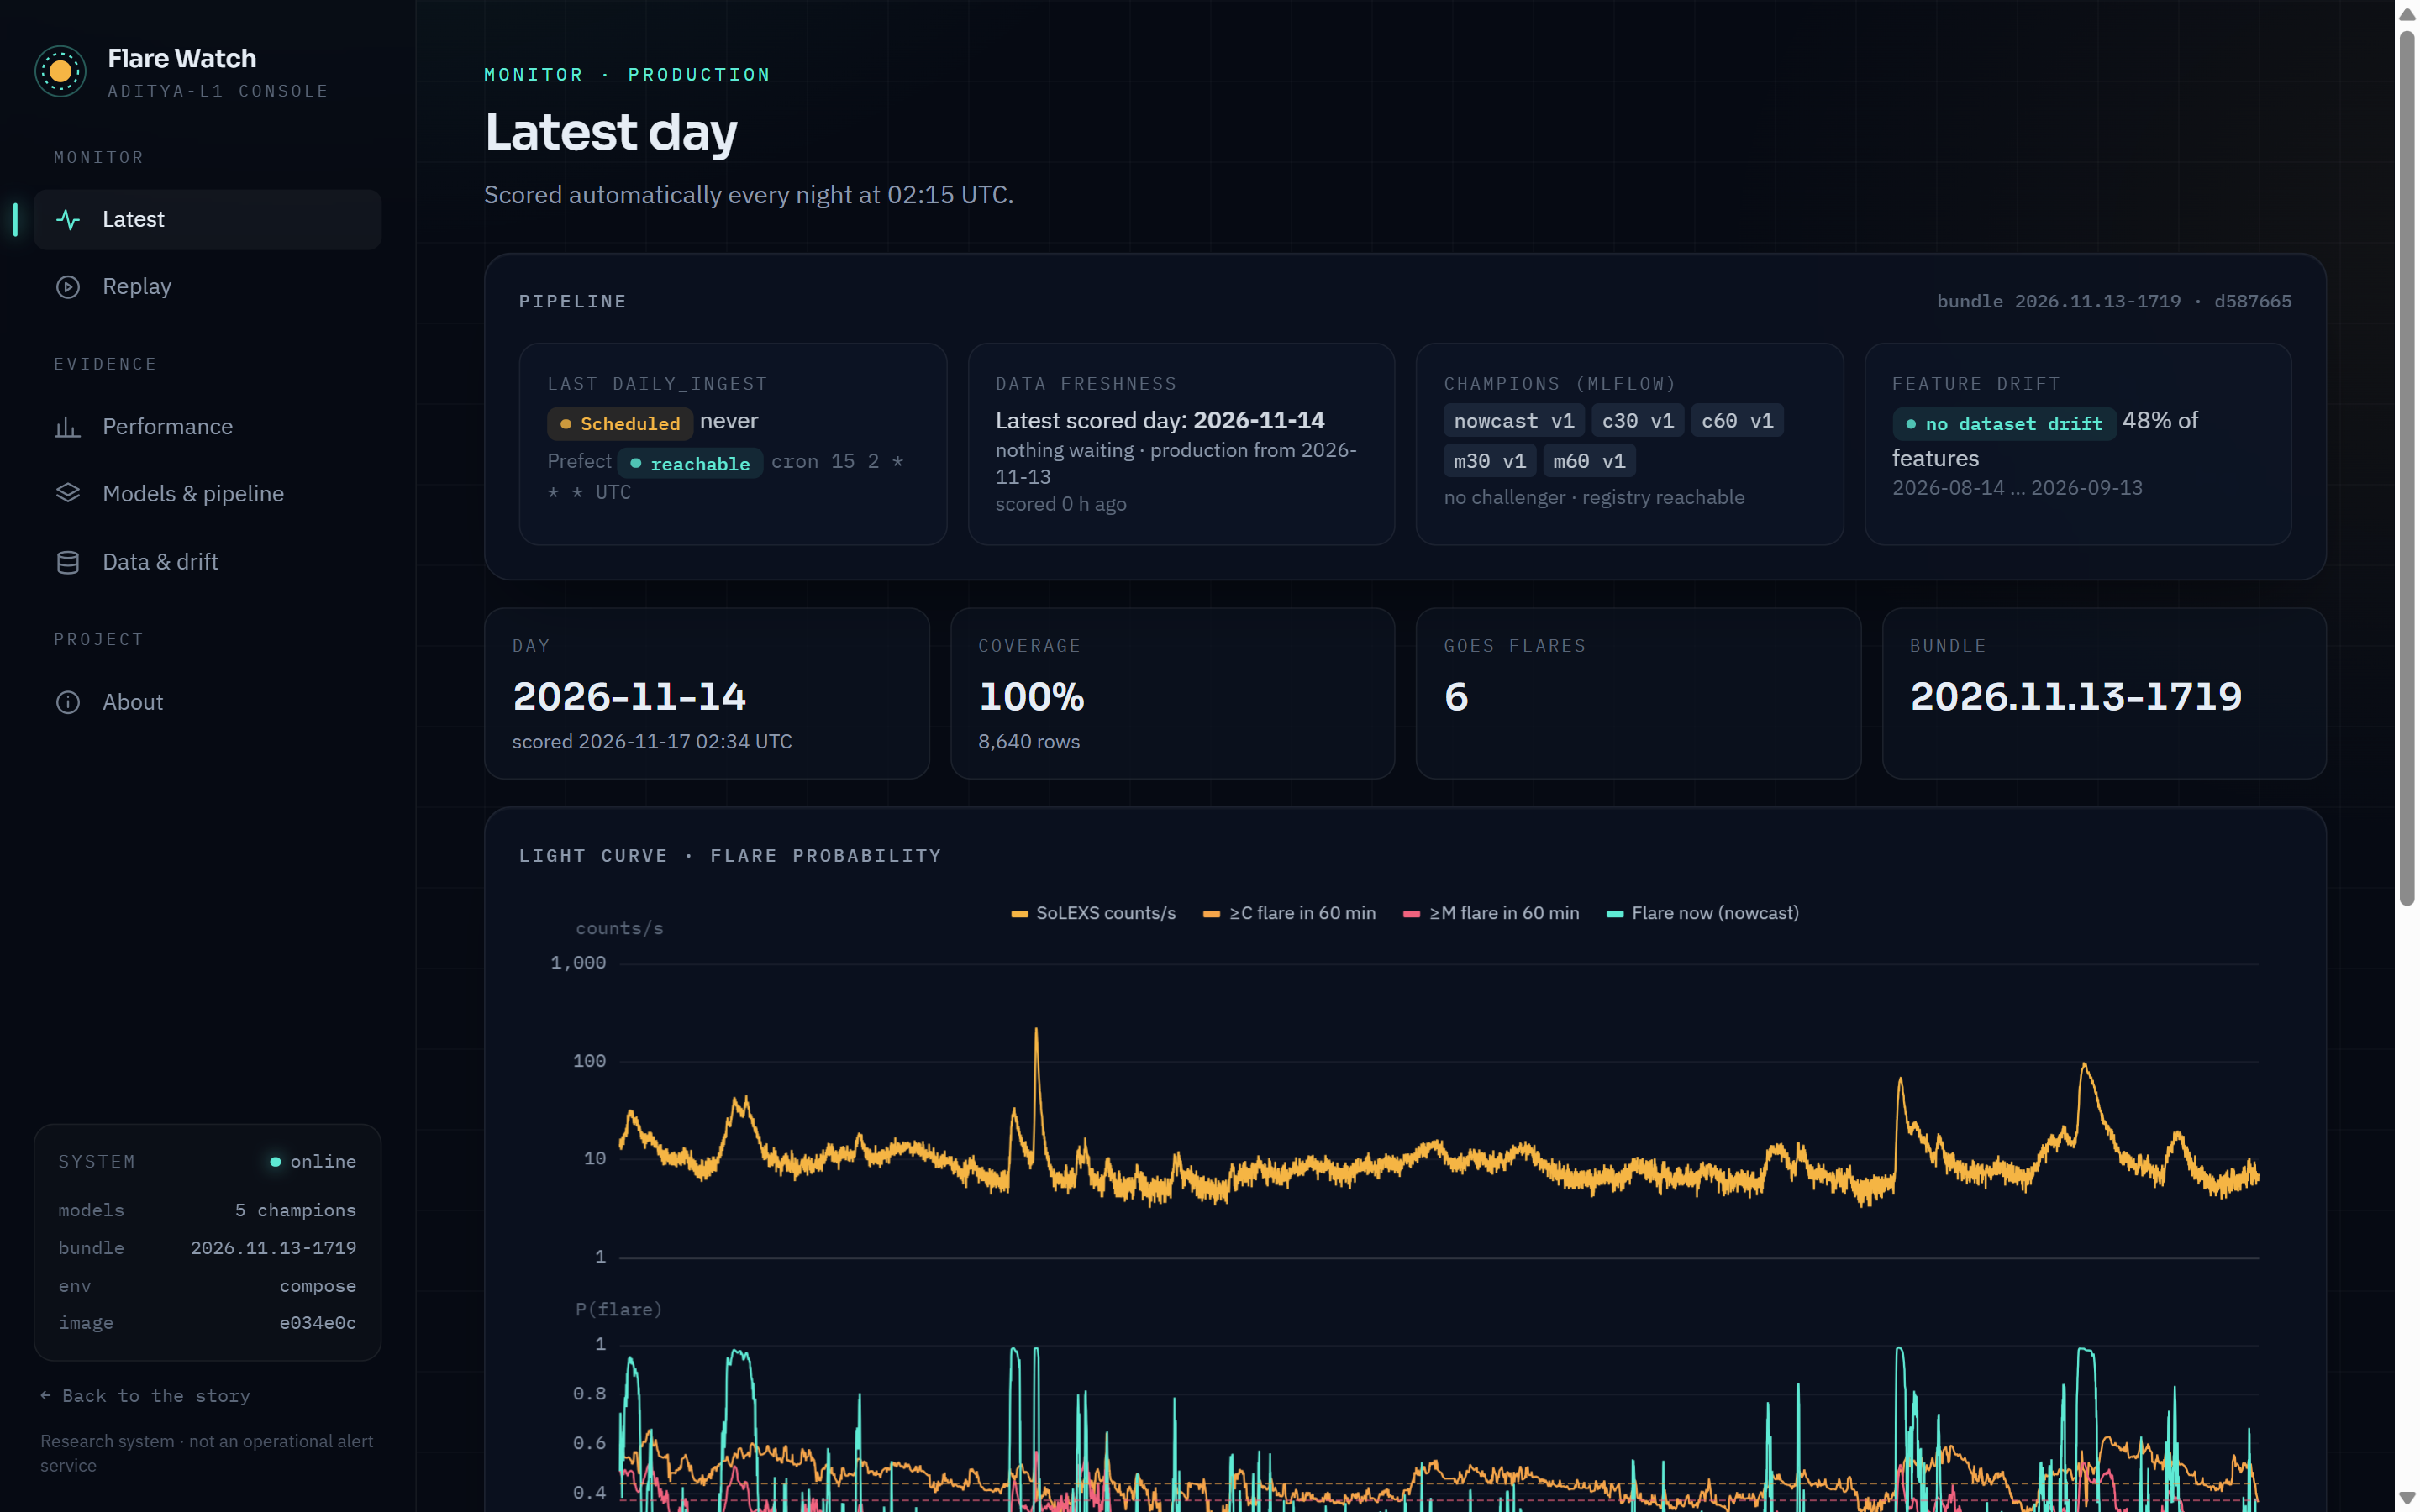 Flare Watch
ADITYA-L1 CONSOLE
MONITOR
Latest
Replay
EVIDENCE
Performance
Models & pipeline
Data & drift
PROJECT
About
SYSTEM
online
models 5 champions
bundle 2026.11.13-1719
env compose
image e034e0c
← Back to the story
Research system · not an operational alert
service
MONITOR · PRODUCTION
Latest day
Scored automatically every night at 02:15 UTC.
PIPELINE
bundle 2026.11.13-1719 · d587665
LAST DAILY_INGEST
Scheduled never
Prefect reachable cron 15 2 *
* * UTC
DATA FRESHNESS
Latest scored day: 2026-11-14
nothing waiting · production from 2026-
11-13
scored 0 h ago
CHAMPIONS (MLFLOW)
nowcast v1 c30 v1 c60 v1
m30 v1 m60 v1
no challenger · registry reachable
FEATURE DRIFT
no dataset drift 48% of
features
2026-08-14 … 2026-09-13
DAY
2026-11-14
scored 2026-11-17 02:34 UTC
COVERAGE
100%
8,640 rows
GOES FLARES
6
BUNDLE
2026.11.13-1719
LIGHT CURVE · FLARE PROBABILITY
SoLEXS counts/s ≥C flare in 60 min ≥M flare in 60 min Flare now (nowcast)
counts/s
1,000
100
10
1
P(flare)
1
0.8
0.6
0.4